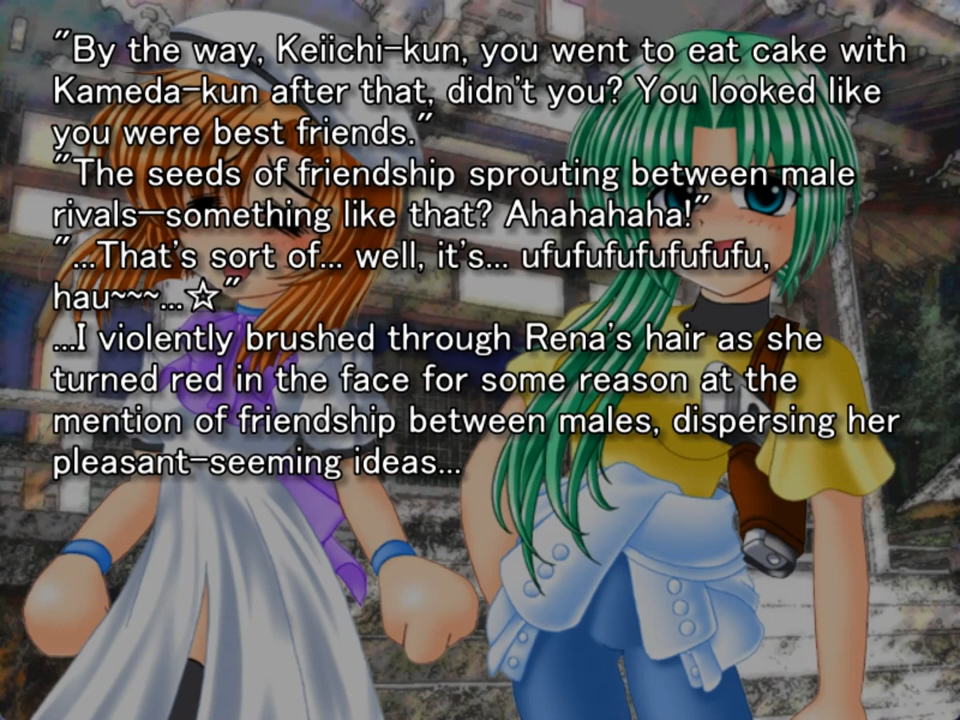 "By the way, Keiichi-kun, you went to eat cake with
Kameda-kun after that, didn't you? You looked like
you were best friends."
"The seeds of friendship sprouting between male
rivals—something like that? Ahahahaha!"
"...That's sort of... well, it's... ufufufufufufufu,
hau~~~...☆"
...I violently brushed through Rena's hair as she
turned red in the face for some reason at the
mention of friendship between males, dispersing her
pleasant-seeming ideas...